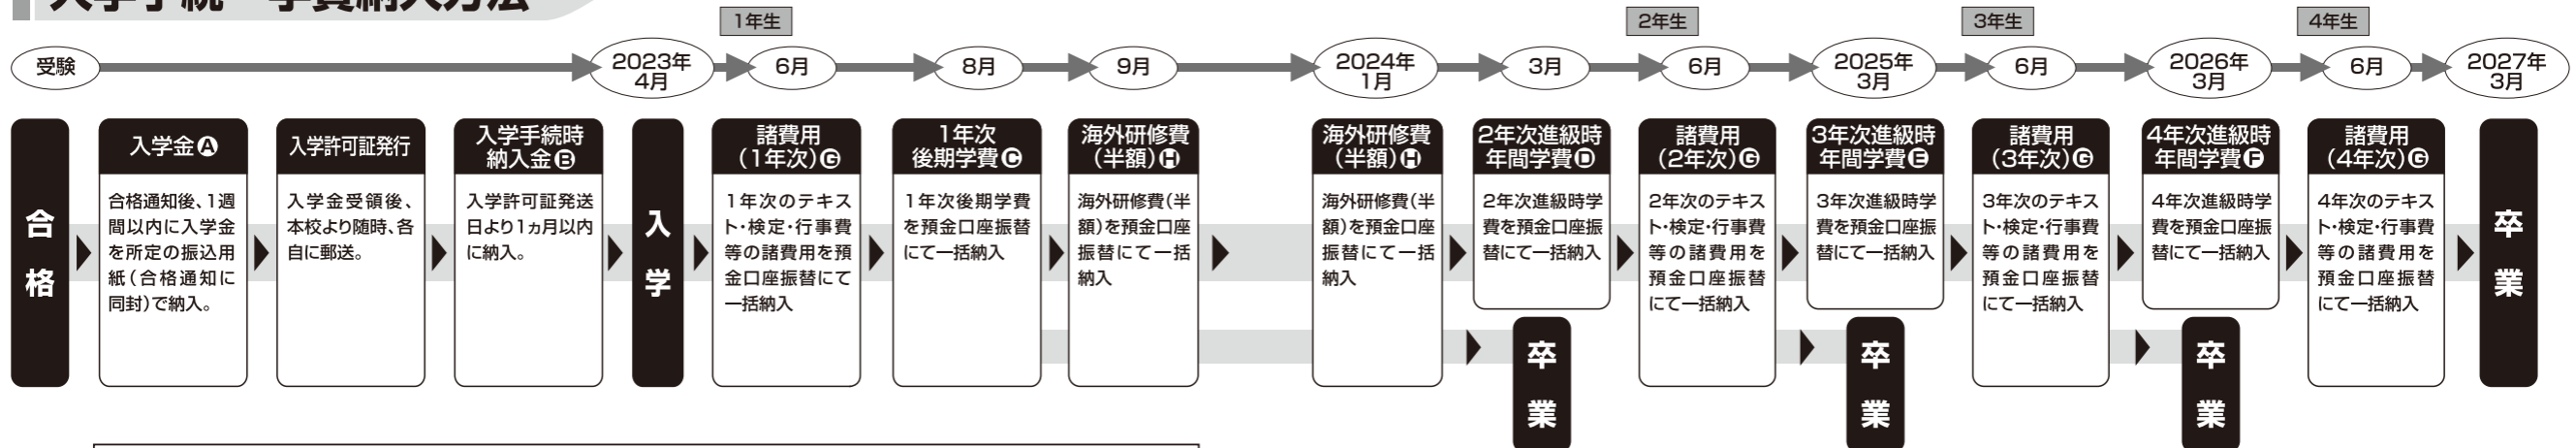 入学手続 学費納入方法
1年生
2年生
3年生
4年生
受験
2023年
4月
6月
8月
9月
2024年
1月
3月
6月
2025年
3月
6月
2026年
3月
6月
2027年
3月
合格
入学金Ⓐ
合格通知後、1週
間以内に入学金
を所定の振込用
紙(合格通知に
同封)で納入。
入学許可証発行
入学金受領後、
本校より随時、各
自に郵送。
入学手続時
納入金Ⓑ
入学許可証発送
日より1ヵ月以内
に納入。
入学
諸費用
(1年次)Ⓖ
1年次のテキス
ト・検定・行事費
等の諸費用を預
金口座振替にて
一括納入
1年次
後期学費Ⓒ
1年次後期学費
を預金口座振替
にて一括納入
海外研修費
(半額)Ⓗ
海外研修費(半
額)を預金口座
振替にて一括
納入
海外研修費
(半額)Ⓗ
海外研修費(半
額)を預金口座
振替にて一括
納入
2年次進級時
年間学費Ⓓ
2年次進級時学
費を預金口座振
替にて一括納入
卒業
諸費用
(2年次)Ⓖ
2年次のテキス
ト・検定・行事費
等の諸費用を
預金口座振替
にて一括納入
3年次進級時
年間学費Ⓔ
3年次進級時学
費を預金口座振
替にて一括納入
卒業
諸費用
(3年次)Ⓖ
3年次のテキス
ト・検定・行事費
等の諸費用を
預金口座振替
にて一括納入
4年次進級時
年間学費Ⓕ
4年次進級時学
費を預金口座振
替にて一括納入
卒業
諸費用
(4年次)Ⓖ
4年次のテキス
ト・検定・行事費
等の諸費用を
預金口座振替
にて一括納入
卒業